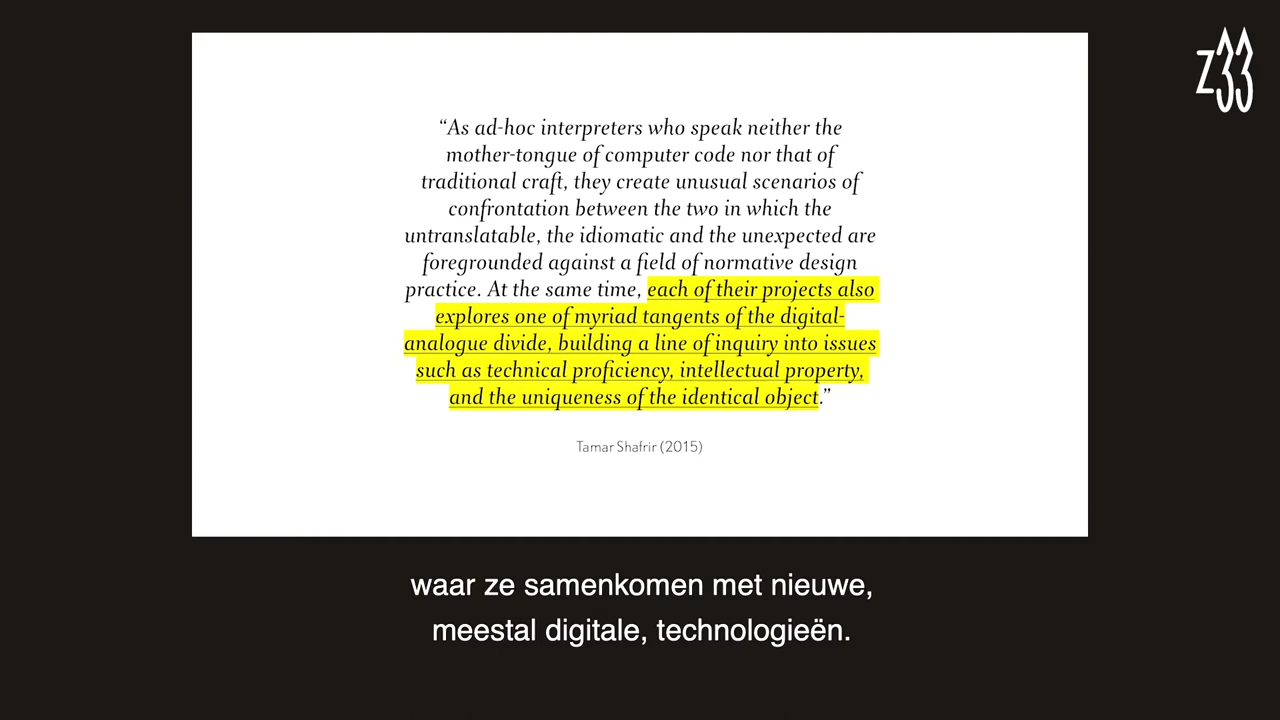 z33
“As ad-hoc interpreters who speak neither the
mother-tongue of computer code nor that of
traditional craft, they create unusual scenarios of
confrontation between the two in which the
untranslatable, the idiomatic and the unexpected are
foregrounded against a field of normative design
practice. At the same time, each of their projects also
explores one of myriad tangents of the digital-
analogue divide, building a line of inquiry into issues
such as technical proficiency, intellectual property,
and the uniqueness of the identical object.”
Tamar Shafrir (2015)
waar ze samenkomen met nieuwe,
meestal digitale, technologieën.